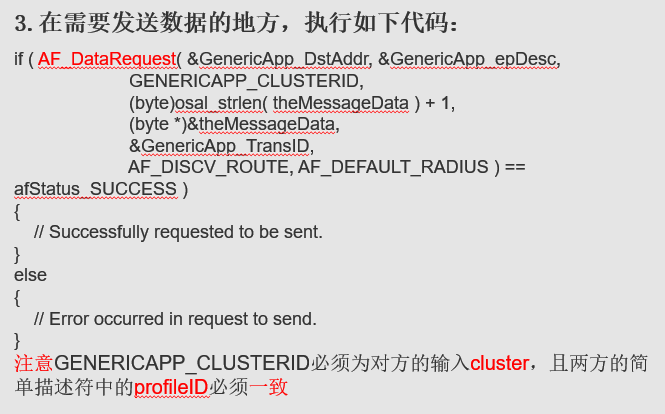 3. 在需要发送数据的地方，执行如下代码：
if ( AF_DataRequest( &GenericApp_DstAddr, &GenericApp_epDesc,
GENERICAPP_CLUSTERID,
(byte)osal_strlen( theMessageData ) + 1,
(byte *)&theMessageData,
&GenericApp_TransID,
AF_DISCV_ROUTE, AF_DEFAULT_RADIUS ) ==
afStatus_SUCCESS )
{
// Successfully requested to be sent.
}
else
{
// Error occurred in request to send.
}
注意GENERICAPP_CLUSTERID必须为对方的输入cluster，且两方的简
单描述符中的profileID必须一致